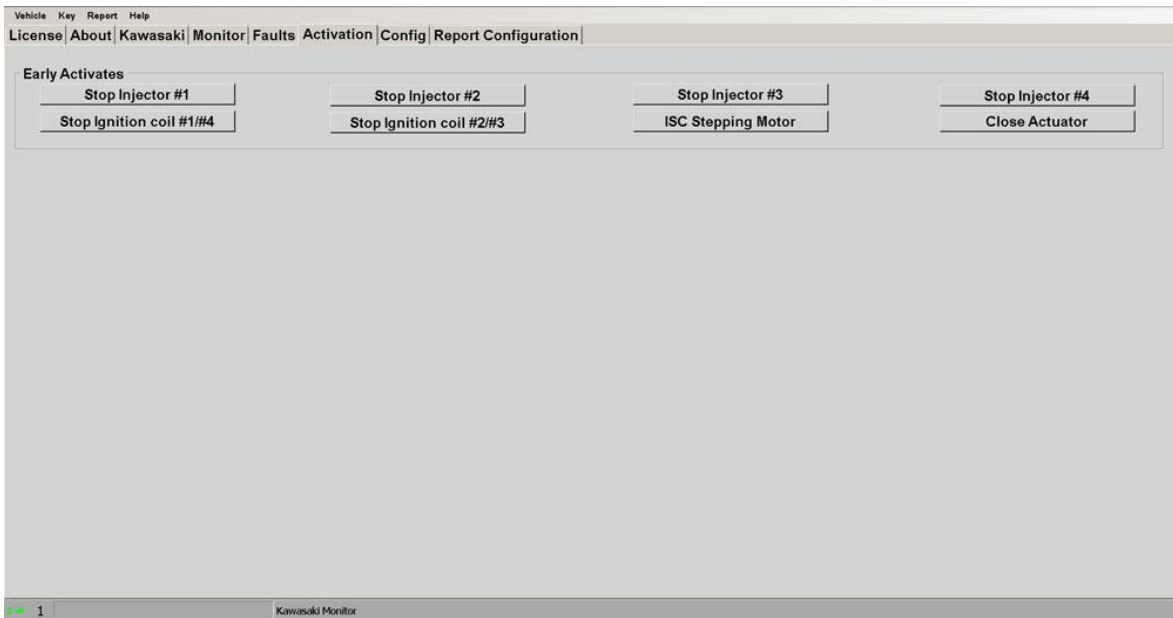 Vehicle Key Report Help
License About Kawasaki Monitor Faults Activation Config Report Configuration
Early Activates
Stop Injector #1 Stop Injector #2 Stop Injector #3 Stop Injector #4
Stop Ignition coil #1/#4 Stop Ignition coil #2/#3 ISC Stepping Motor Close Actuator
1 Kawasaki Monitor